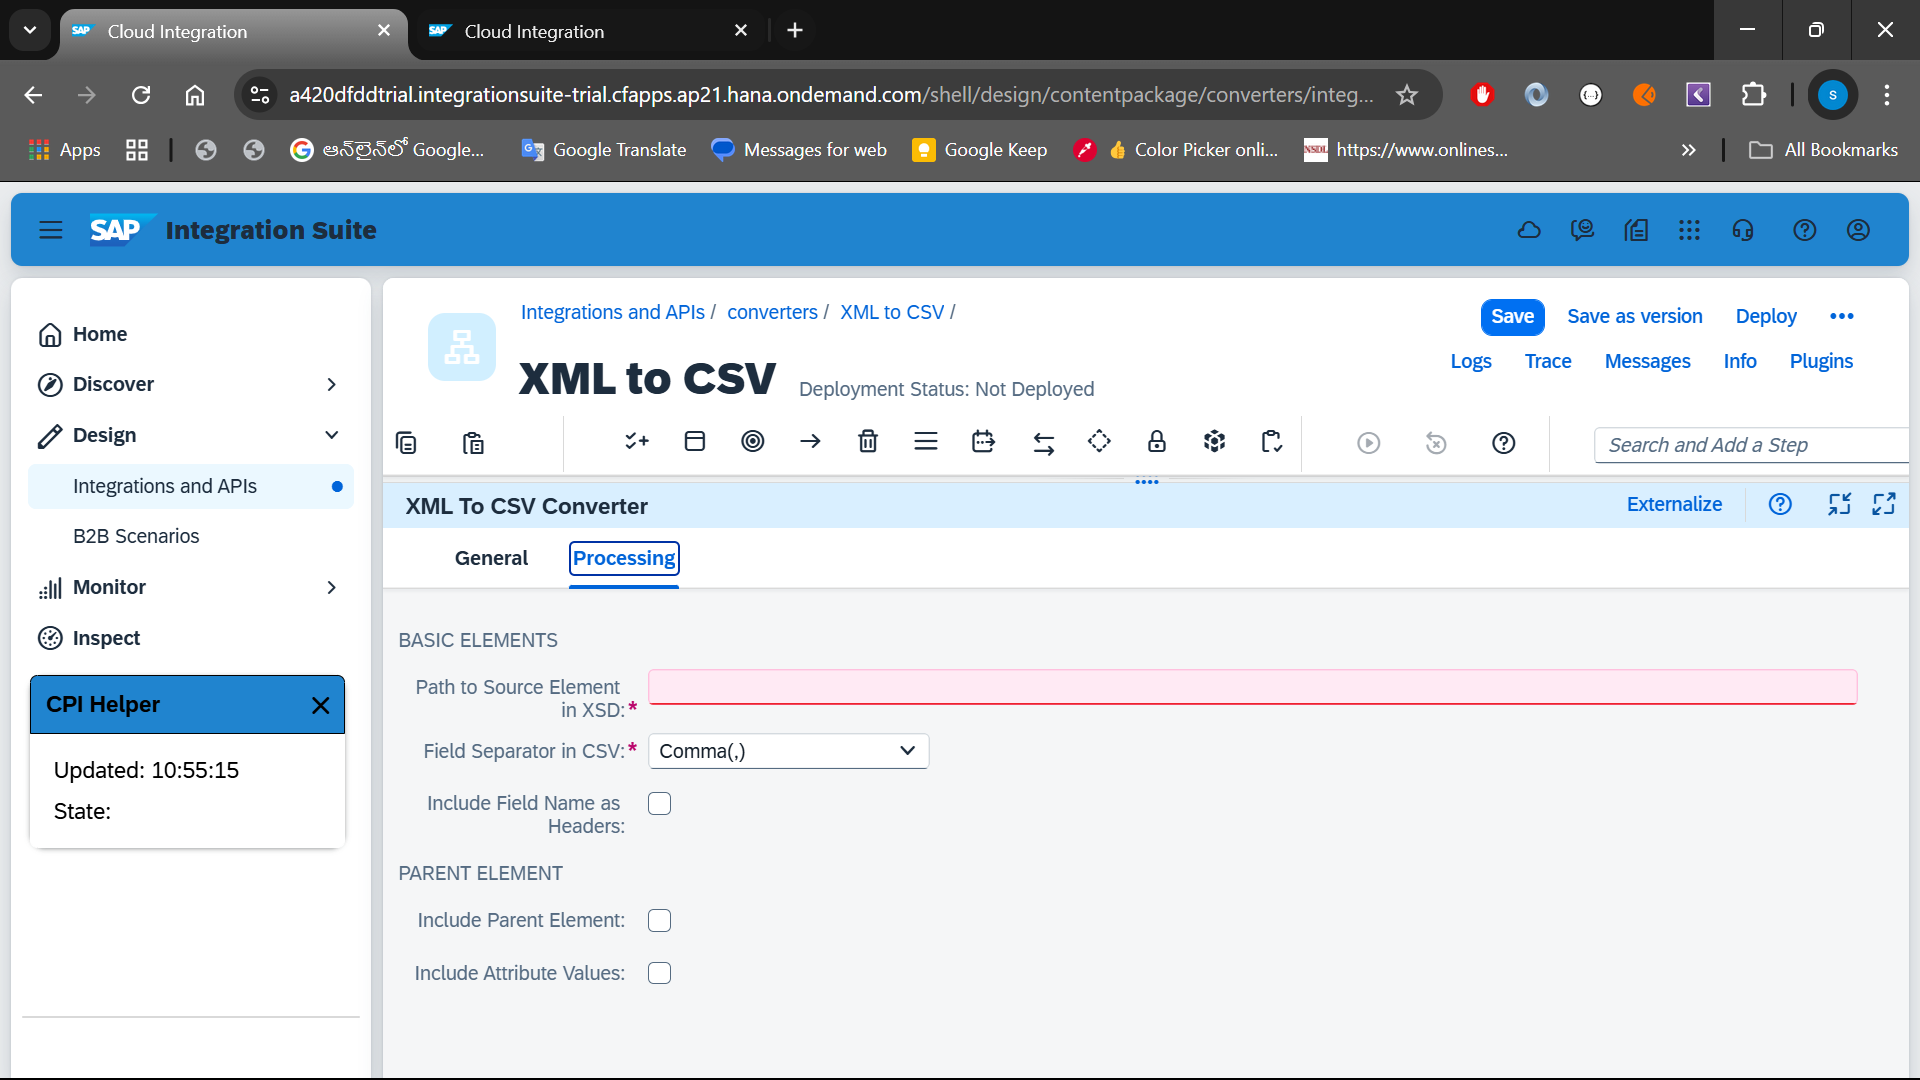 Cloud Integration
Cloud Integration
a420dfddtrial.integrationsuite-trial.cfapps.ap21.hana.ondemand.com/shell/design/contentpackage/converters/integ...
S
Apps
ఆన్‌లైన్‌లో Google...
Google Translate
Messages for web
Google Keep
Color Picker onli...
NSDL https://www.onlines...
All Bookmarks
SAP Integration Suite
Home
Discover
Design
Integrations and APIs
B2B Scenarios
Monitor
Inspect
CPI Helper
Updated: 10:55:15
State:
Integrations and APIs / converters / XML to CSV /
XML to CSV Deployment Status: Not Deployed
Save Save as version Deploy
Logs Trace Messages Info Plugins
Search and Add a Step
XML To CSV Converter
Externalize
General Processing
BASIC ELEMENTS
Path to Source Element
in XSD:*
Field Separator in CSV:* Comma(,)
Include Field Name as
Headers:
PARENT ELEMENT
Include Parent Element:
Include Attribute Values: